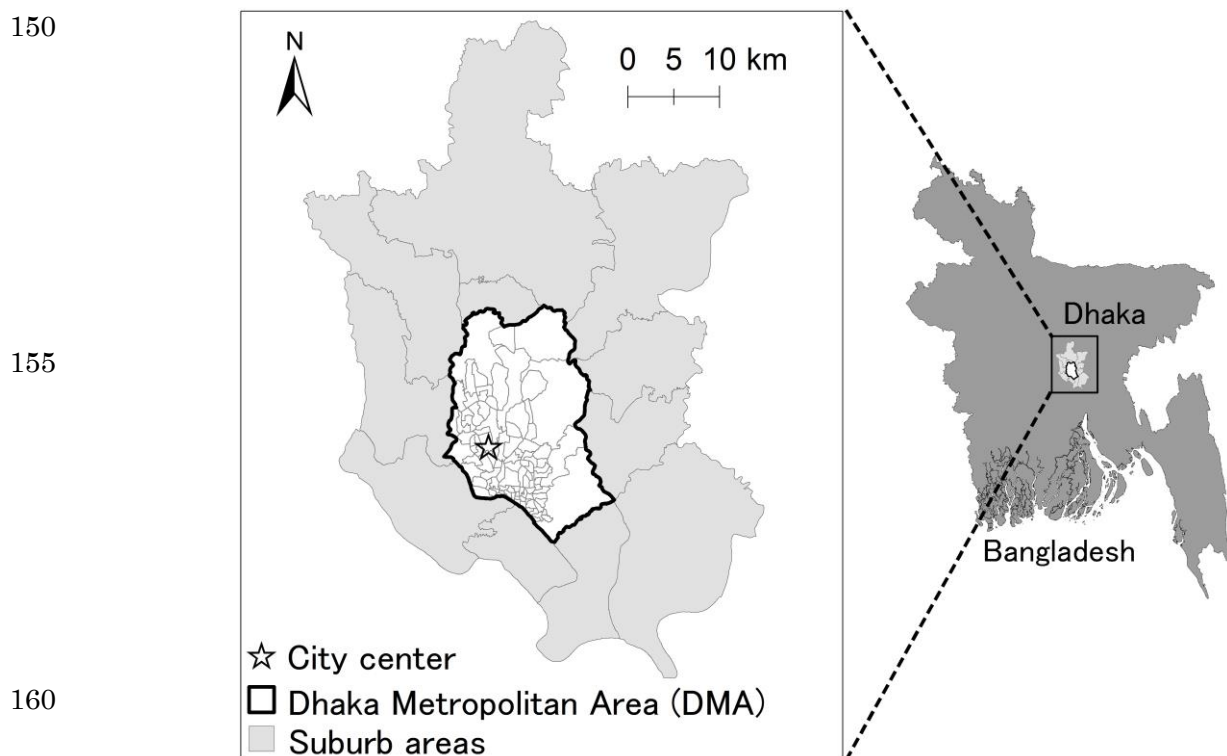 150
N
0 5 10 km
Dhaka
155
Bangladesh
City center
160
Dhaka Metropolitan Area (DMA)
Suburb areas